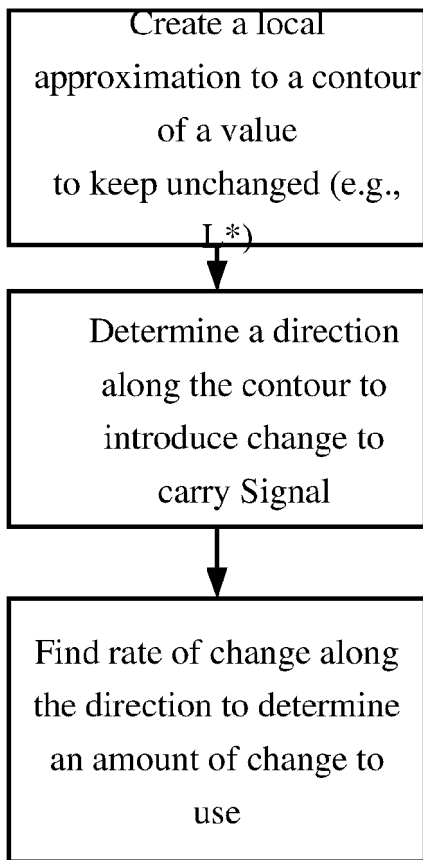 Create a local
approximation to a contour
of a value
to keep unchanged (e.g.,
L*)
Determine a direction
along the contour to
introduce change to
carry Signal
Find rate of change along
the direction to determine
an amount of change to
use